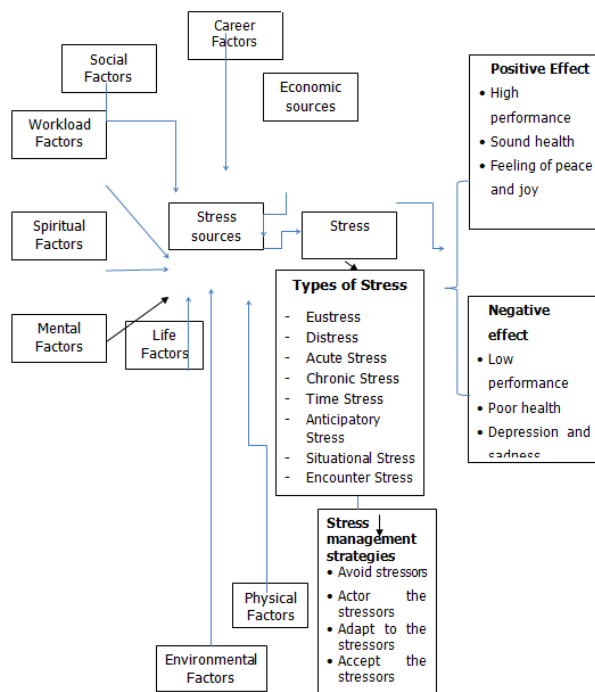 Career
Factors
Social
Factors
Economic
sources
Workload
Factors
Spiritual
Factors
Mental
Factors
Life
Factors
Stress
sources
Stress
Types of Stress
- Eustress
- Distress
- Acute Stress
- Chronic Stress
- Time Stress
- Anticipatory
Stress
- Situational Stress
- Encounter Stress
Stress
management
strategies
• Avoid stressors
• Actor the
stressors
• Adapt to the
stressors
• Accept the
stressors
Physical
Factors
Environmental
Factors
Positive Effect
• High
performance
• Sound health
• Feeling of peace
and joy
Negative
effect
• Low
performance
• Poor health
• Depression and
sadness